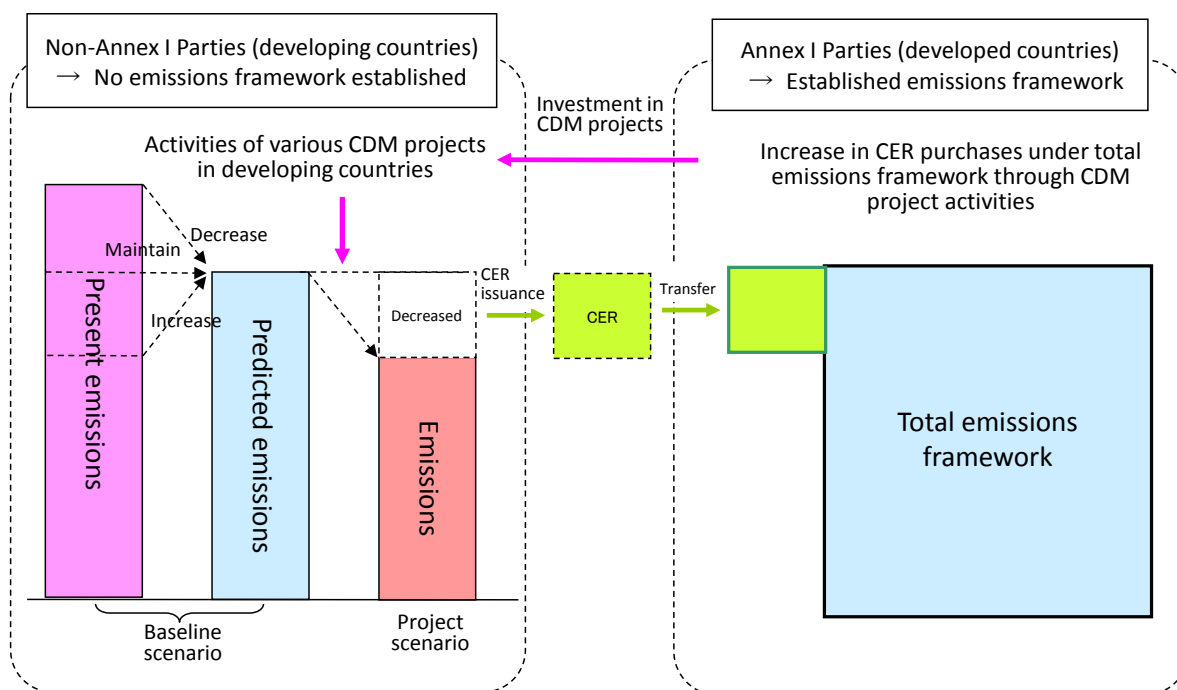 Non-Annex I Parties (developing countries)
→ No emissions framework established
Annex I Parties (developed countries)
→ Established emissions framework
Investment in
CDM projects
Activities of various CDM projects
in developing countries
Increase in CER purchases under total
emissions framework through CDM
project activities
Decrease
Maintain
Increase
Present emissions
Predicted emissions
Decreased
Emissions
CER
issuance
CER
Transfer
Total emissions
framework
Baseline
scenario
Project
scenario